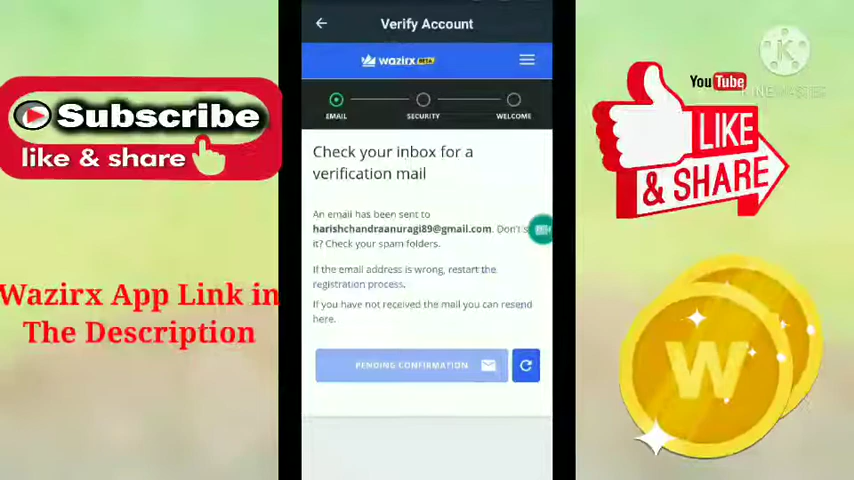 Verify Account
wazirx BETA
EMAIL
SECURITY
WELCOME
Check your inbox for a
verification mail
An email has been sent to
harishchandraanuragi89@gmail.com. Don't s
it? Check your spam folders.
If the email address is wrong, restart the
registration process.
If you have not received the mail you can resend
here.
PENDING CONFIRMATION
Subscribe
like & share
Wazirx App Link in
The Description
K
KINEMASTER
YouTube
LIKE
& SHARE
W